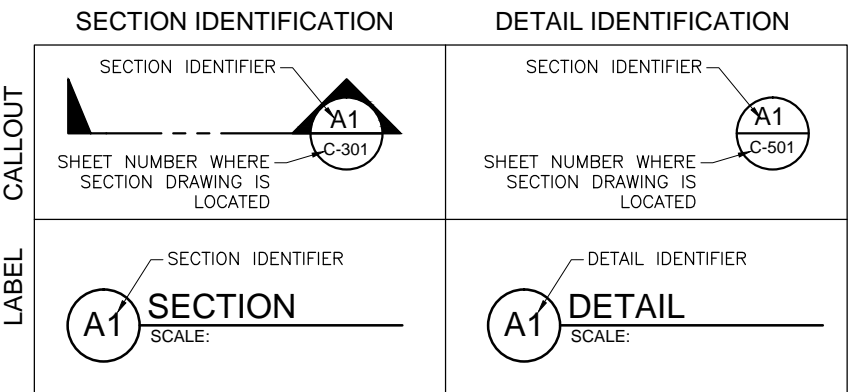 SECTION IDENTIFICATION
DETAIL IDENTIFICATION
CALLOUT
SECTION IDENTIFIER
A1
C-301
SHEET NUMBER WHERE
SECTION DRAWING IS
LOCATED
SECTION IDENTIFIER
A1
C-501
SHEET NUMBER WHERE
SECTION DRAWING IS
LOCATED
LABEL
SECTION IDENTIFIER
A1
SECTION
SCALE:
DETAIL IDENTIFIER
A1
DETAIL
SCALE: